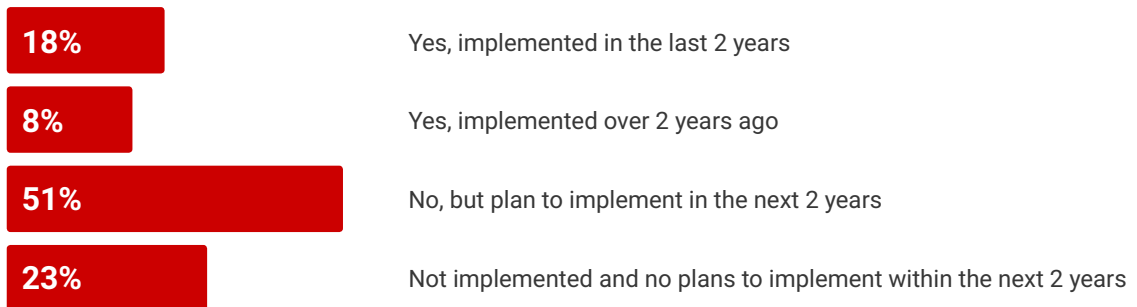 18% Yes, implemented in the last 2 years
8% Yes, implemented over 2 years ago
51% No, but plan to implement in the next 2 years
23% Not implemented and no plans to implement within the next 2 years